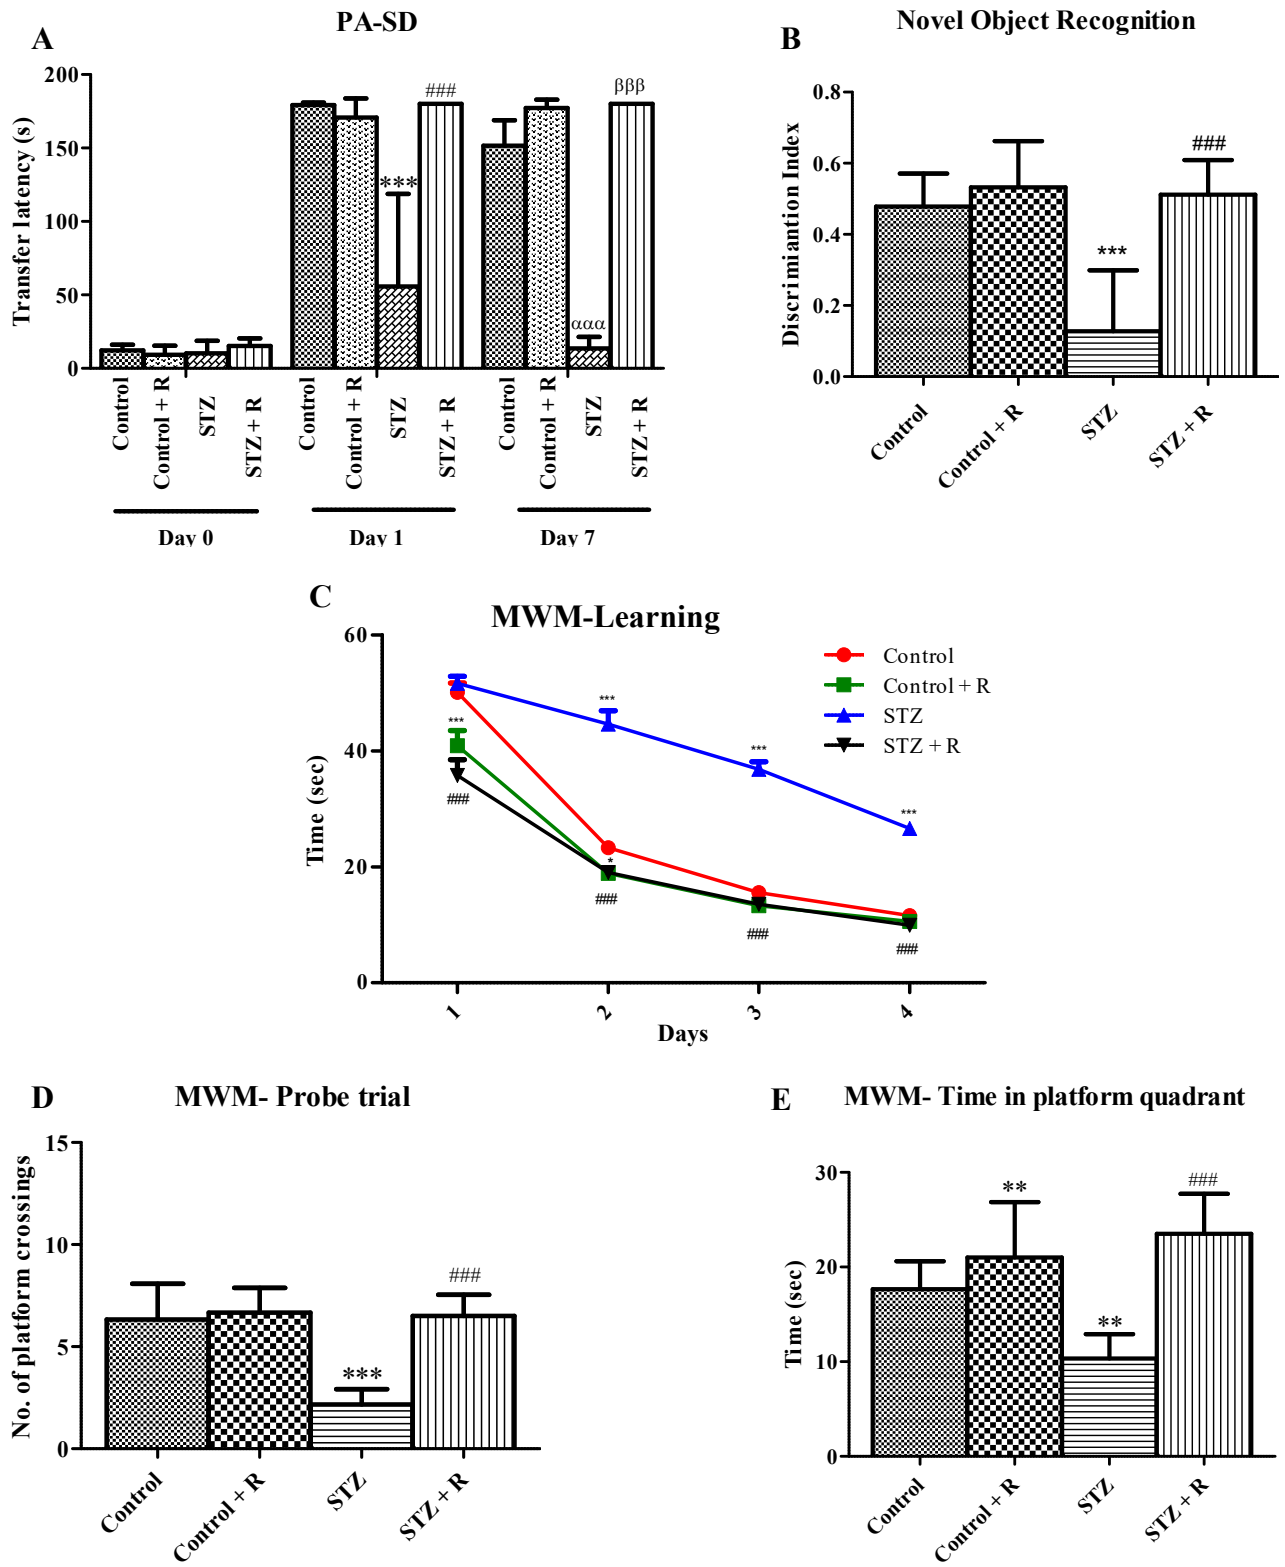 A
PA-SD
Transfer latency (s)
200
150
100
50
0
***
###
ααα
βββ
Control
Control + R
STZ
STZ + R
Control
Control + R
STZ
STZ + R
Control
Control + R
STZ
STZ + R
Day 0
Day 1
Day 7
B
Novel Object Recognition
Discrimiantion Index
0.8
0.6
0.4
0.2
0.0
***
###
Control
Control + R
STZ
STZ + R
C
MWM-Learning
Time (sec)
60
40
20
0
Control
Control + R
STZ
STZ + R
***
***
***
***
*
###
###
###
###
1
2
3
4
Days
D
MWM- Probe trial
No. of platform crossings
15
10
5
0
***
###
Control
Control + R
STZ
STZ + R
E
MWM- Time in platform quadrant
Time (sec)
30
20
10
0
**
**
###
Control
Control + R
STZ
STZ + R